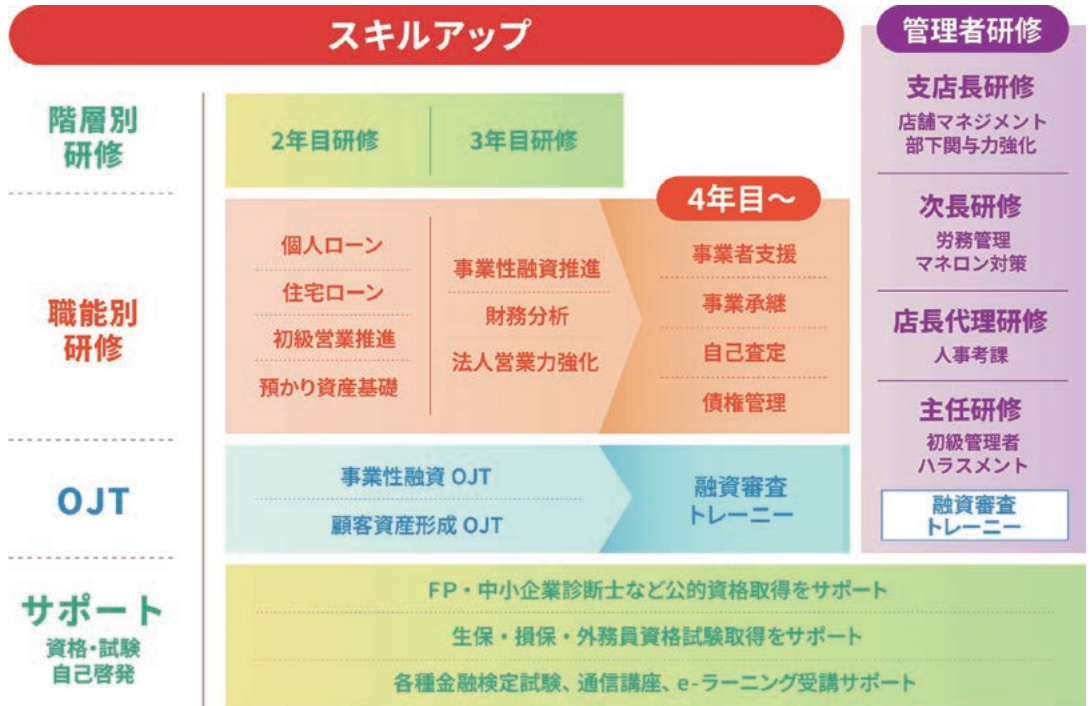 スキルアップ
階層別
研修
2年目研修
3年目研修
職能別
研修
個人ローン
住宅ローン
初級営業推進
預かり資産基礎
事業性融資推進
財務分析
法人営業力強化
4年目～
事業者支援
事業承継
自己査定
債権管理
OJT
事業性融資 OJT
顧客資産形成 OJT
融資審査
トレーニー
サポート
資格・試験
自己啓発
FP・中小企業診断士など公的資格取得をサポート
生保・損保・外務員資格試験取得をサポート
各種金融検定試験、通信講座、e-ラーニング受講サポート
管理者研修
支店長研修
店舗マネジメント
部下関与力強化
次長研修
労務管理
マネロン対策
店長代理研修
人事考課
主任研修
初級管理者
ハラスメント
融資審査
トレーニー